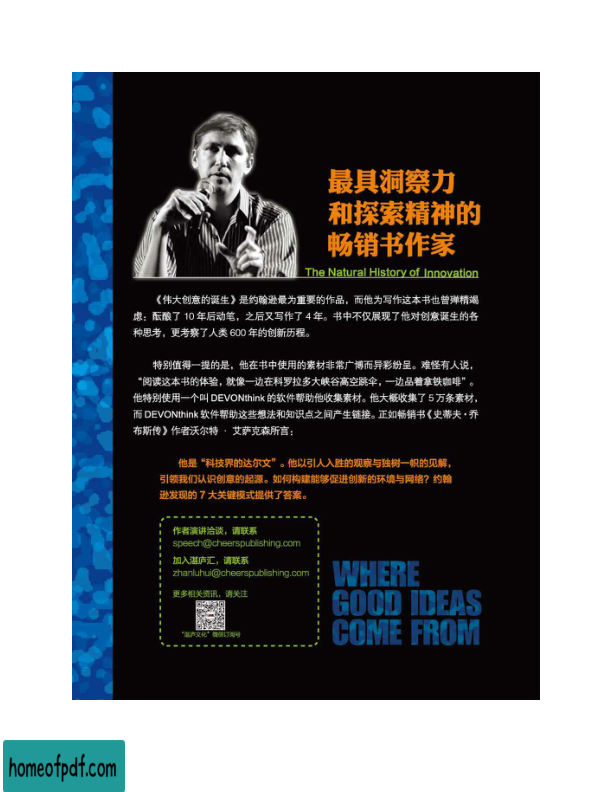 最具洞察力
和探索精神的
畅销书作家
The Natural History of Innovation
《伟大创意的诞生》是约翰逊最为重要的作品，而他为写作这本书也曾殚精竭
虑：酝酿了 10 年后动笔，之后又写作了 4 年。书中不仅展现了他对创意诞生的各
种思考，更考察了人类 600 年的创新历程。
特别值得一提的是，他在书中使用的素材非常广博而异彩纷呈。难怪有人说，
“阅读这本书的体验，就像一边在科罗拉多大峡谷高空跳伞，一边品着拿铁咖啡”。
他特别使用一个叫 DEVONthink 的软件帮助他收集素材。他大概收集了 5 万条素材，
而 DEVONthink 软件帮助这些想法和知识点之间产生链接。正如畅销书《史蒂夫·乔
布斯传》作者沃尔特 · 艾萨克森所言：
他是“科技界的达尔文”。他以引人入胜的观察与独树一帜的见解，
引领我们认识创意的起源。如何构建能够促进创新的环境与网络？约翰
逊发现的 7 大关键模式提供了答案。
作者演讲洽谈，请联系
speech@cheerspublishing.com
加入湛庐汇，请联系
zhanluhui@cheerspublishing.com
更多相关资讯，请关注
“湛庐文化”微信订阅号
WHERE
GOOD IDEAS
COME FROM
homeofpdf.com